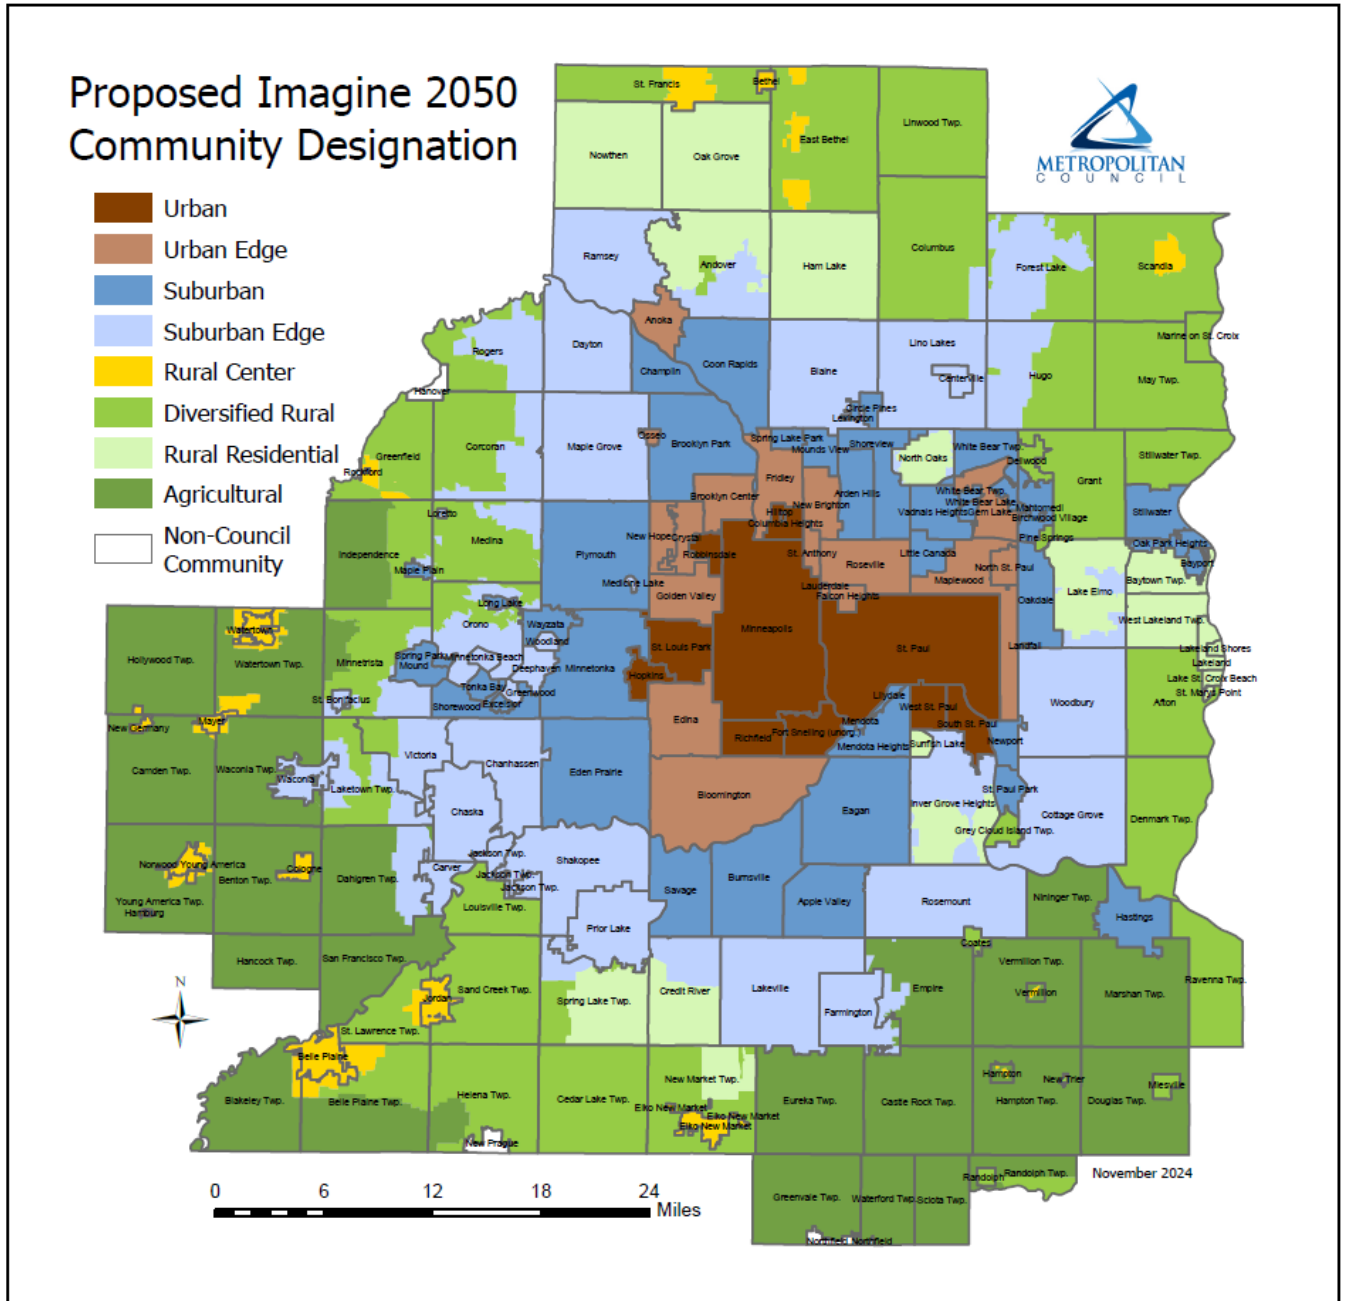 Proposed Imagine 2050
Community Designation
Urban
Urban Edge
Suburban
Suburban Edge
Rural Center
Diversified Rural
Rural Residential
Agricultural
Non-Council
Community
METROPOLITAN
COUNCIL
St. Francis
Bethel
East Bethel
Linwood Twp.
Nowthen
Oak Grove
Ramsey
Andover
Ham Lake
Columbus
Forest Lake
Scandia
Anoka
Rogers
Dayton
Champlin
Coon Rapids
Blaine
Lino Lakes
Centerville
Hugo
Marine on St. Croix
May Twp.
Hanover
Circle Pines
Lexington
Corcoran
Maple Grove
Osseo
Brooklyn Park
Spring Lake Park
Mounds View
Shoreview
North Oaks
White Bear Twp.
Dellwood
Stillwater Twp.
Greenfield
Rockford
Fridley
Grant
Brooklyn Center
New Brighton
Arden Hills
White Bear Twp.
White Bear Lake
Vadnais Heights
Gem Lake
Mahtomedi
Birchwood Village
Stillwater
Loretto
Hilltop
Columbia Heights
Medina
New Hope
Crystal
Robbinsdale
Pine Springs
Oak Park Heights
Independence
Maple Plain
Plymouth
St. Anthony
Roseville
Little Canada
North St. Paul
Maplewood
Bayport
Baytown Twp.
Medicine Lake
Golden Valley
Lauderdale
Falcon Heights
Oakdale
Lake Elmo
Long Lake
Orono
Wayzata
Woodland
Minneapolis
West Lakeland Twp.
Hollywood Twp.
Watertown
Watertown Twp.
Minnetrista
Spring Park
Mound
Minnetonka Beach
Deephaven
Minnetonka
St. Louis Park
Hopkins
St. Paul
Landfall
Lakeland Shores
Lakeland
Lake St. Croix Beach
St. Marys Point
St. Bonifacius
Tonka Bay
Greenwood
Shorewood
Excelsior
Lilydale
West St. Paul
Woodbury
Afton
New Germany
Mayer
Edina
Richfield
Fort Snelling (unorg.)
Mendota
Mendota Heights
Sunfish Lake
South St. Paul
Newport
Camden Twp.
Waconia Twp.
Waconia
Laketown Twp.
Victoria
Chanhassen
Eden Prairie
Bloomington
Eagan
Inver Grove Heights
St. Paul Park
Grey Cloud Island Twp.
Cottage Grove
Denmark Twp.
Chaska
Norwood Young America
Benton Twp.
Cologne
Dahlgren Twp.
Carver
Jackson Twp.
Jackson Twp.
Jackson Twp.
Shakopee
Savage
Burnsville
Apple Valley
Rosemount
Nininger Twp.
Hastings
Young America Twp.
Hamburg
Louisville Twp.
Prior Lake
Hancock Twp.
San Francisco Twp.
Coates
Vermillion Twp.
Ravenna Twp.
N
Jordan
Sand Creek Twp.
Spring Lake Twp.
Credit River
Lakeville
Farmington
Empire
Vermillion
Marshan Twp.
St. Lawrence Twp.
Belle Plaine
Blakeley Twp.
Belle Plaine Twp.
Helena Twp.
Cedar Lake Twp.
New Market Twp.
Elko New Market
Elko New Market
Elko New Market
Eureka Twp.
Castle Rock Twp.
Hampton
New Trier
Hampton Twp.
Douglas Twp.
Miesville
New Prague
Randolph
Randolph Twp.
November 2024
Greenvale Twp.
Waterford Twp.
Sciota Twp.
Northfield
Northfield
0 6 12 18 24
Miles